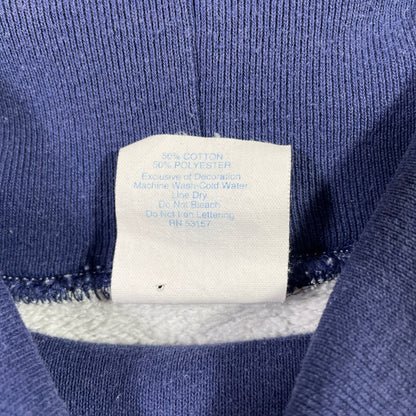 50% COTTON
50% POLYESTER
Exclusive of Decoration
Machine Wash Cold Water
Line Dry
Do Not Bleach
Do Not Iron Lettering
RN 53157